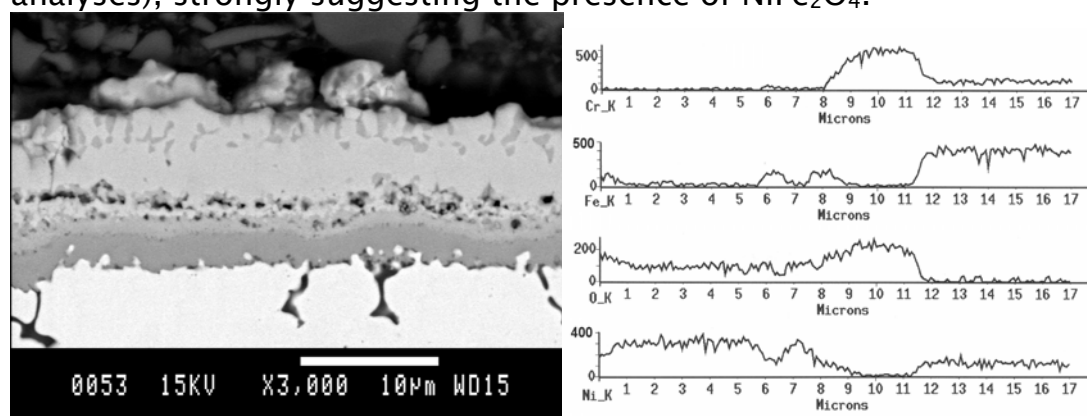 analyses), strongly suggesting the presence of NiFe₂O₄.
0053 15KV X3,000 10μm WD15
500
0
Cr_K 1 2 3 4 5 6 7 8 9 10 11 12 13 14 15 16 17
Microns
500
0
Fe_K 1 2 3 4 5 6 7 8 9 10 11 12 13 14 15 16 17
Microns
200
0
O_K 1 2 3 4 5 6 7 8 9 10 11 12 13 14 15 16 17
Microns
400
0
Ni_K 1 2 3 4 5 6 7 8 9 10 11 12 13 14 15 16 17
Microns